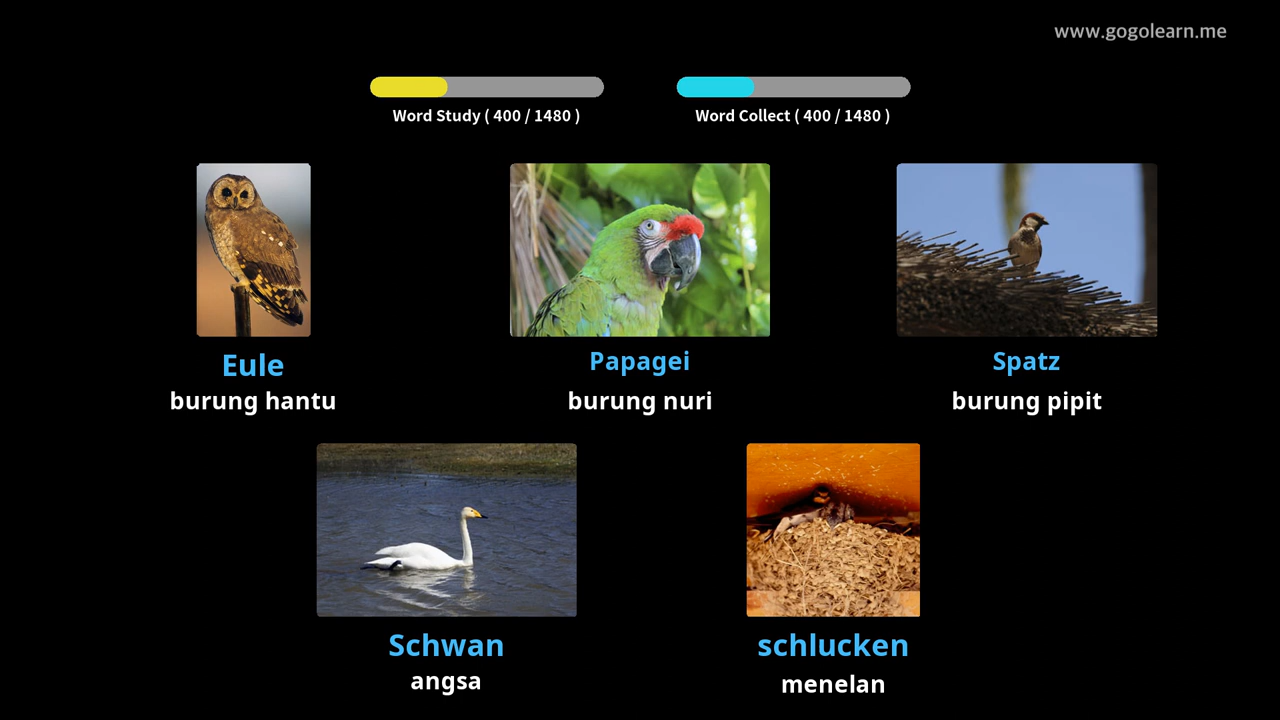 www.gogolearn.me
Word Study ( 400 / 1480 )
Word Collect ( 400 / 1480 )
Eule
burung hantu
Papagei
burung nuri
Spatz
burung pipit
Schwan
angsa
schlucken
menelan